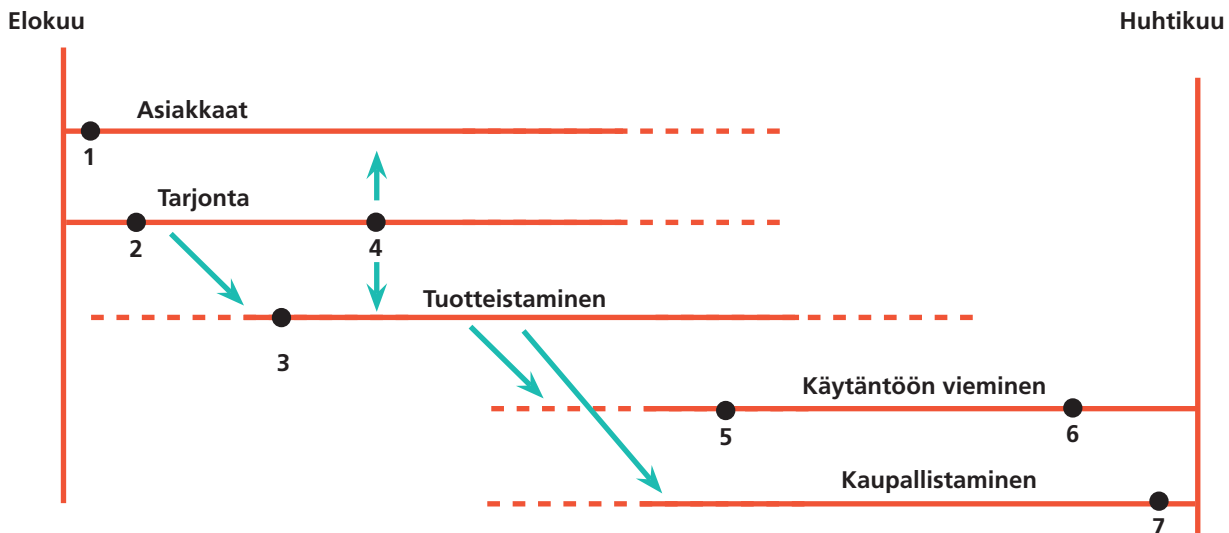 Elokuu
Huhtikuu
Asiakkaat
1
Tarjonta
2
4
Tuotteistaminen
3
Käytäntöön vieminen
5
6
Kaupallistaminen
7